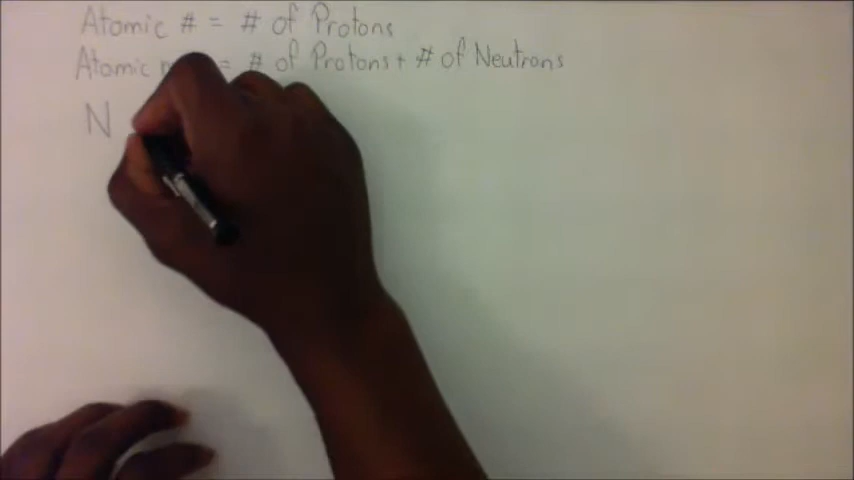 Atomic # = # of Protons
Atomic = # of Protons + # of Neutrons
N